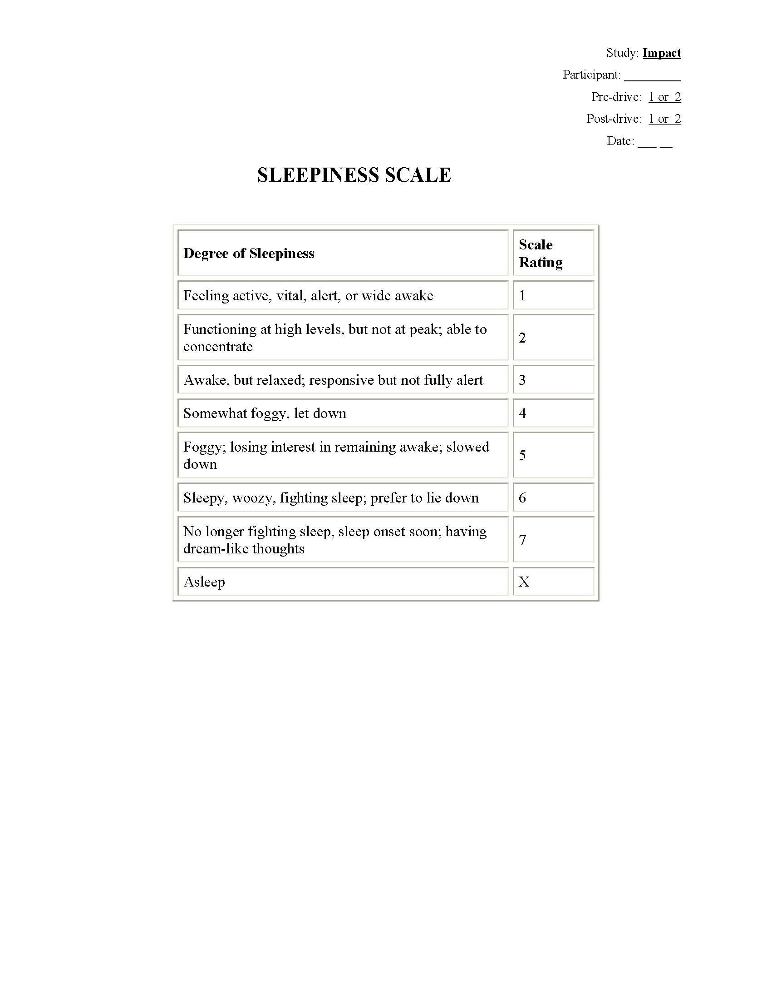 Study: Impact
Participant: _________
Pre-drive: 1 or 2
Post-drive: 1 or 2
Date: ___ __
SLEEPINESS SCALE
Degree of Sleepiness
Scale
Rating
Feeling active, vital, alert, or wide awake
1
Functioning at high levels, but not at peak; able to
concentrate
2
Awake, but relaxed; responsive but not fully alert
3
Somewhat foggy, let down
4
Foggy; losing interest in remaining awake; slowed
down
5
Sleepy, woozy, fighting sleep; prefer to lie down
6
No longer fighting sleep, sleep onset soon; having
dream-like thoughts
7
Asleep
X